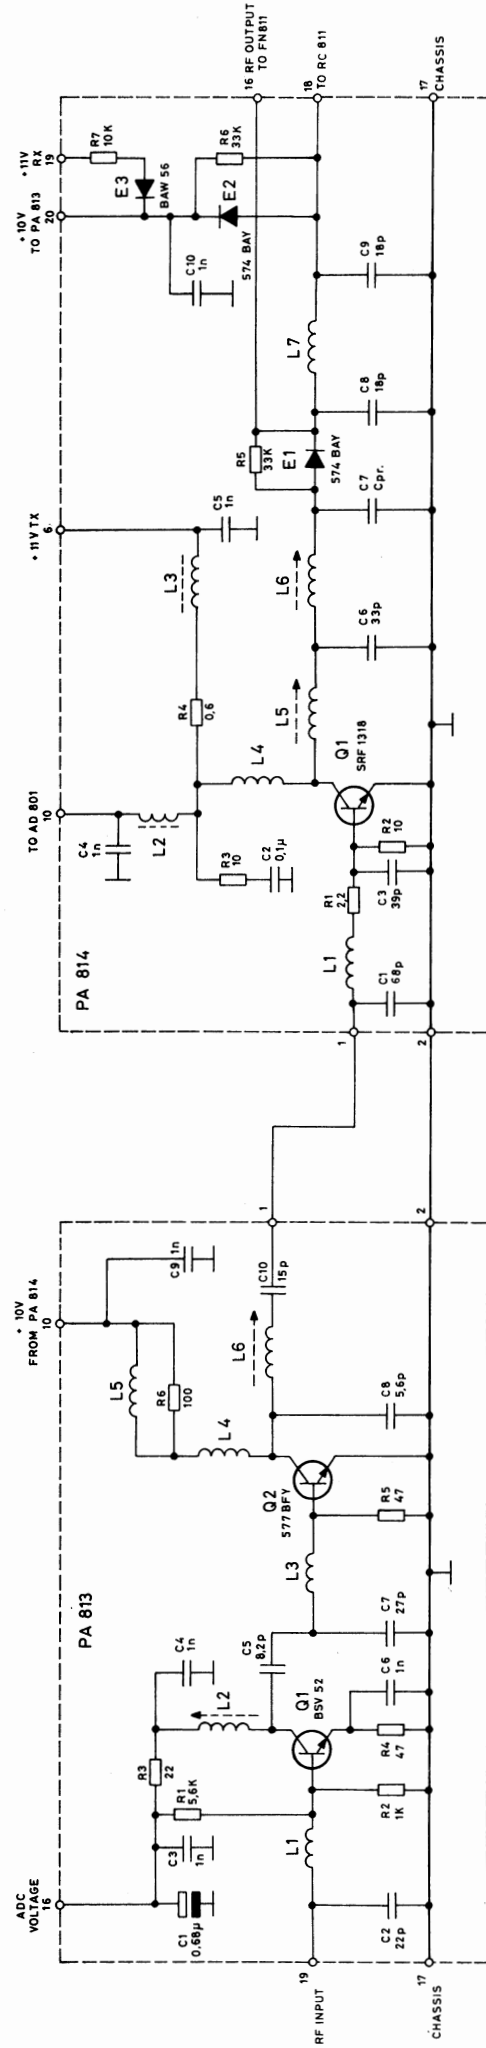 PA 813
ADC
VOLTAGE
16
C1
0.68µ
C3
1n
R3
22
R1
5,6K
C4
1n
L2
Q1
BSV 52
C5
8,2p
L1
19
RF INPUT
C2
22p
17
CHASSIS
R2
1K
R4
47
C6
1n
C7
27p
L3
R5
47
Q2
577 BFY
L4
R6
100
L5
+ 10V
FROM PA 814
10
C9
1n
L6
C10
15p
C8
5,6p
1
2
PA 814
1
2
C1
68p
L1
R1
2,2
C3
39p
R2
10
Q1
SRF 1318
TO AD 801
10
C4
1n
L2
R3
10
C2
0,1µ
R4
0,6
L4
L3
+11V TX
6
C5
1n
L5
C6
33p
L6
C7
Cpr.
R5
33K
E1
574 BAY
C8
18p
L7
C9
18p
+10V
TO PA 813
20
+11V
RX
19
R7
10K
E3
BAW 56
C10
1n
E2
574 BAY
R6
33K
16 RF OUTPUT
TO FN811
18
TO RC 811
17
CHASSIS